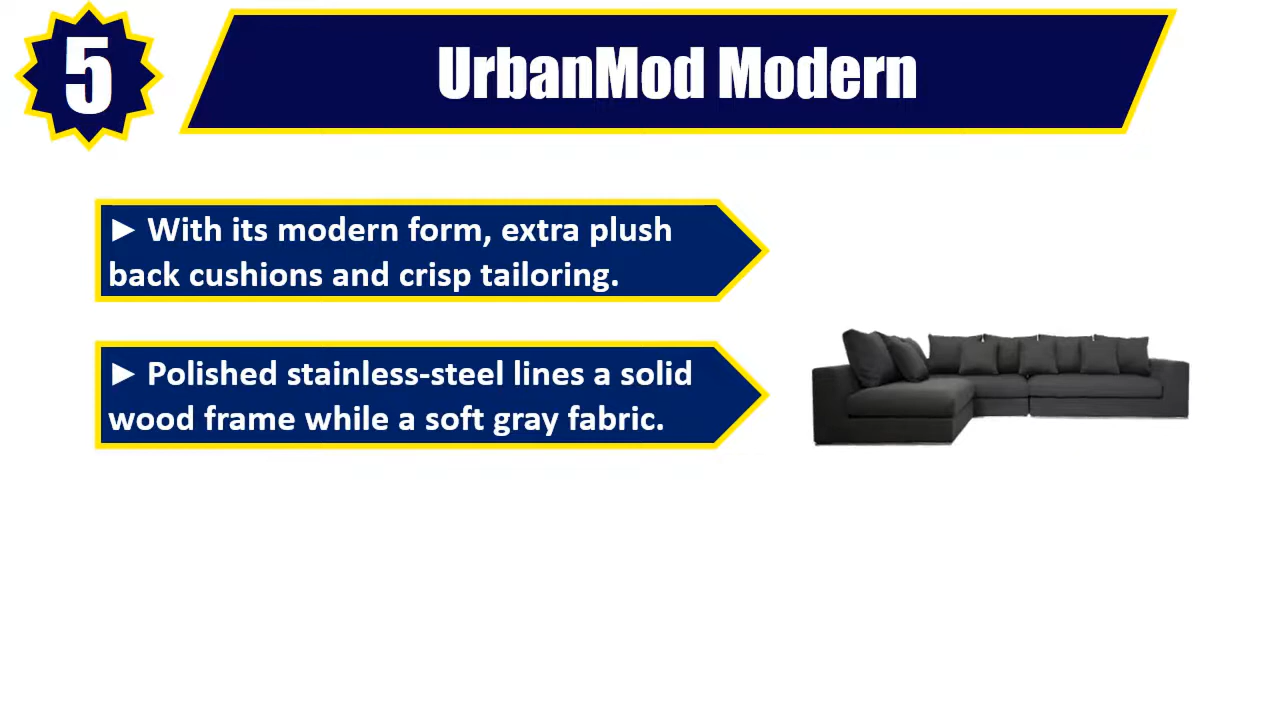 5
UrbanMod Modern
► With its modern form, extra plush
back cushions and crisp tailoring.
► Polished stainless-steel lines a solid
wood frame while a soft gray fabric.